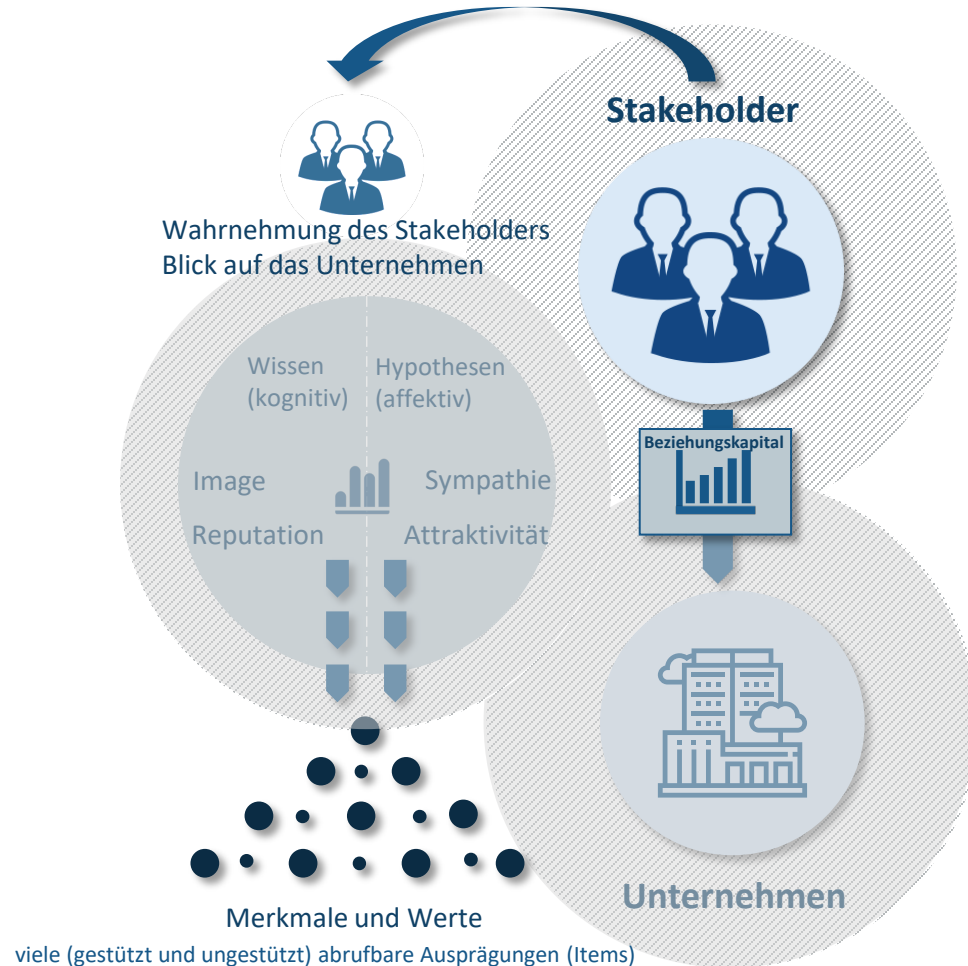 Stakeholder
Wahrnehmung des Stakeholders
Blick auf das Unternehmen
Wissen
(kognitiv)
Hypothesen
(affektiv)
Image
Sympathie
Reputation
Attraktivität
Beziehungskapital
Unternehmen
Merkmale und Werte
viele (gestützt und ungestützt) abrufbare Ausprägungen (Items)